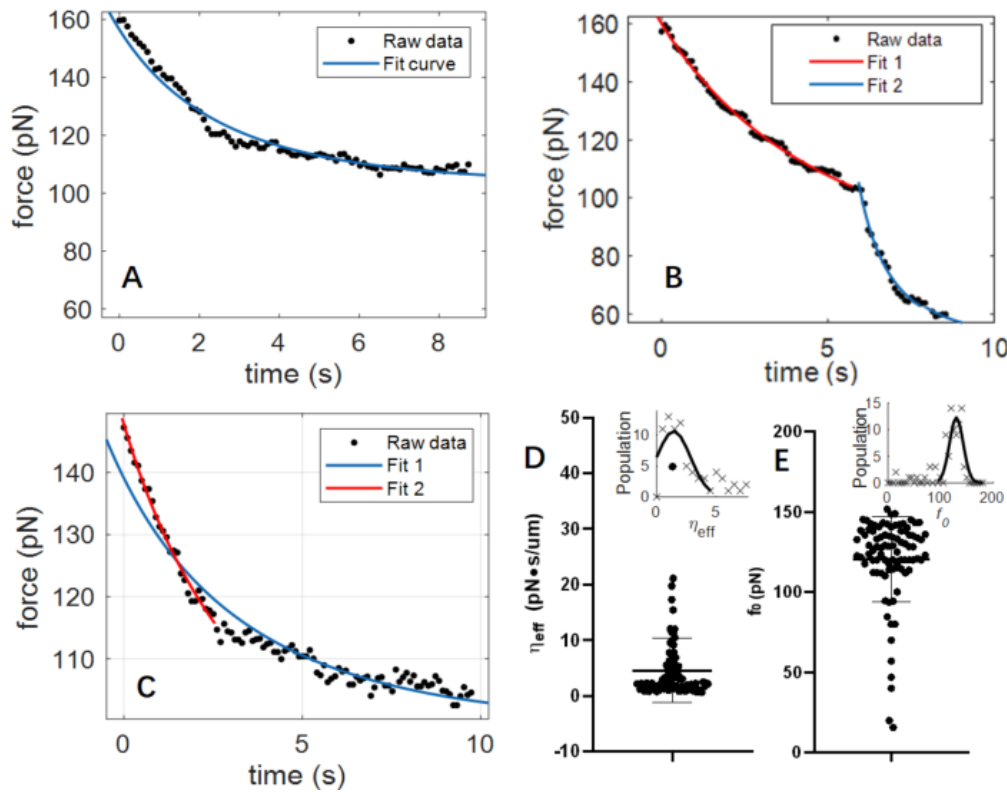 160
140
120
100
80
60
force (pN)
Raw data
Fit curve
A
0 2 4 6 8
time (s)
160
140
120
100
80
60
force (pN)
Raw data
Fit 1
Fit 2
B
0 5 10
time (s)
140
130
120
110
force (pN)
Raw data
Fit 1
Fit 2
C
0 5 10
time (s)
D
50
40
30
20
10
0
-10
η_eff (pN•s/um)
Population
10
5
0
0 5
η_eff
E
200
150
100
50
0
f₀ (pN)
Population
15
10
5
0
0 100 200
f₀